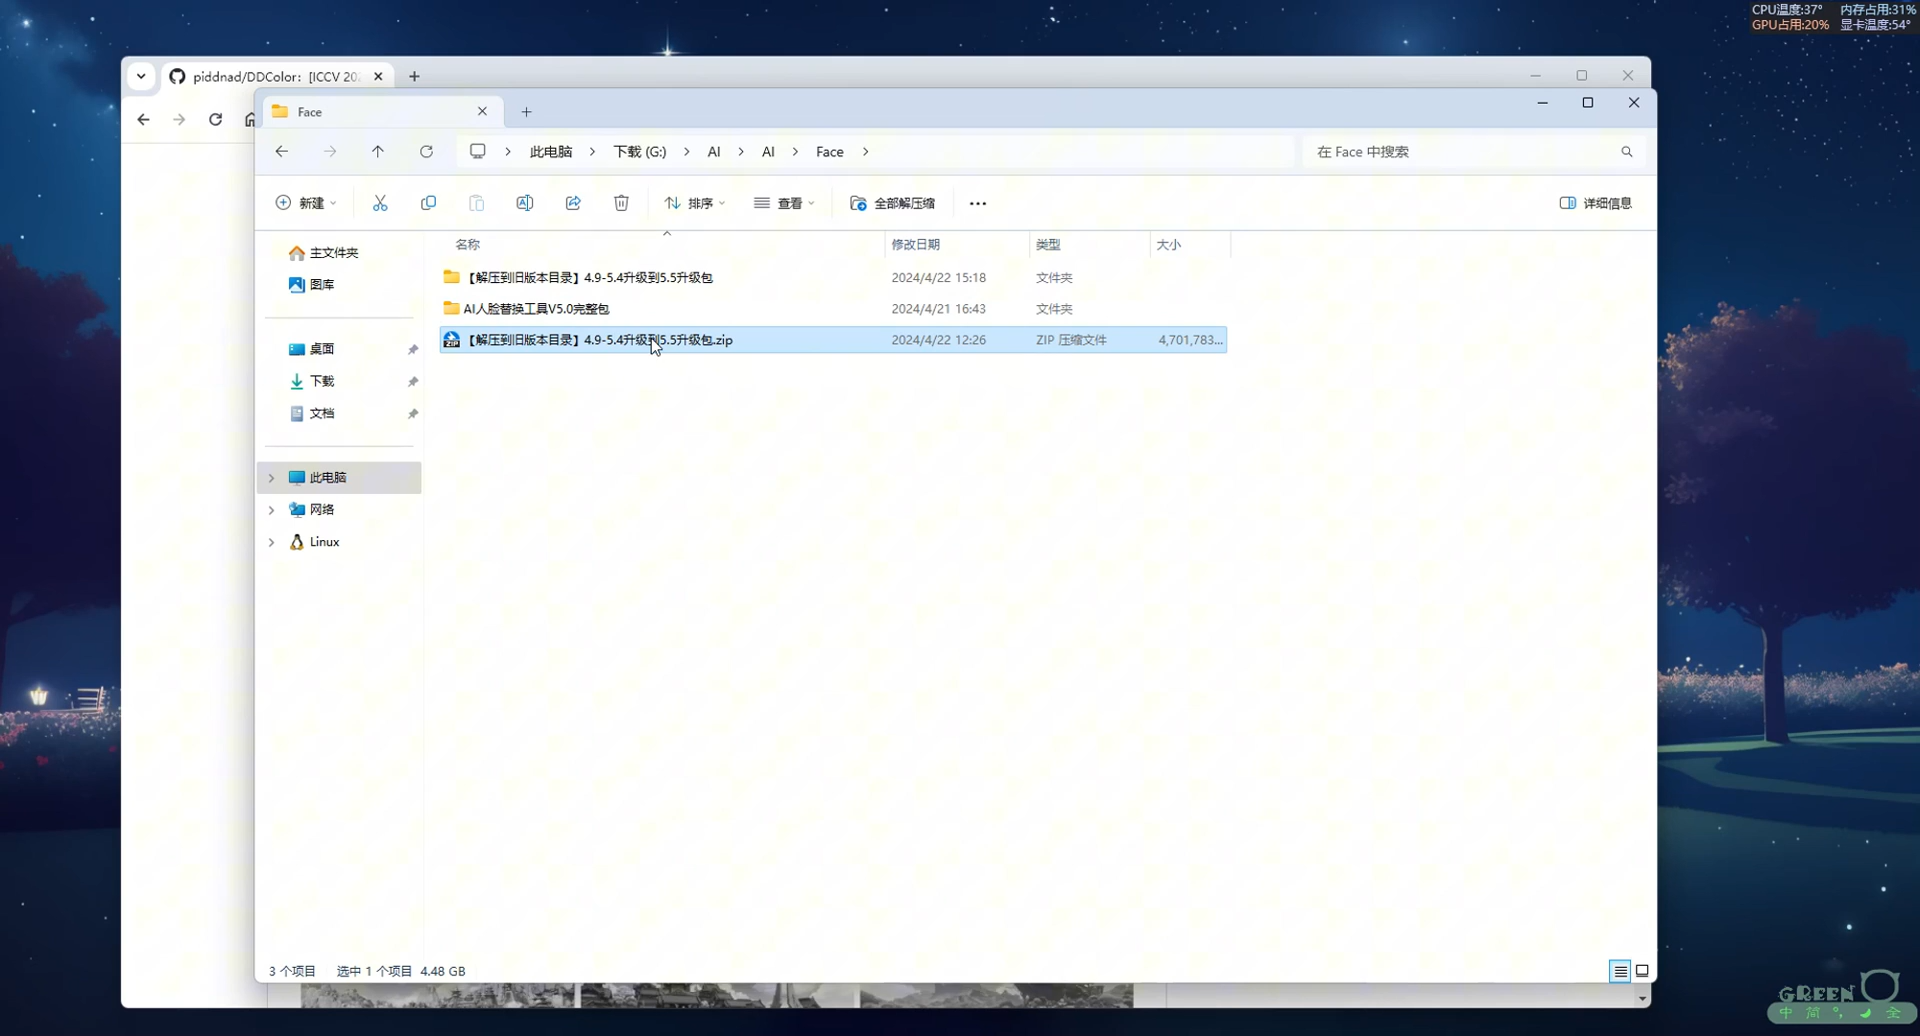 CPU温度:37° 内存占用:31%
GPU占用:20% 显卡温度:54°
piddnad/DDColor: [ICCV 202
Face
此电脑 下载 (G:) AI AI Face
在 Face 中搜索
新建 排序 查看 全部解压缩 详细信息
名称 修改日期 类型 大小
主文件夹
图库
桌面
下载
文档
此电脑
网络
Linux
【解压到旧版本目录】4.9-5.4升级到5.5升级包 2024/4/22 15:18 文件夹
AI人脸替换工具V5.0完整包 2024/4/21 16:43 文件夹
ZIP 【解压到旧版本目录】4.9-5.4升级到5.5升级包.zip 2024/4/22 12:26 ZIP 压缩文件 4,701,783...
3 个项目 选中 1 个项目 4.48 GB
GREEN
中 简 °, 全